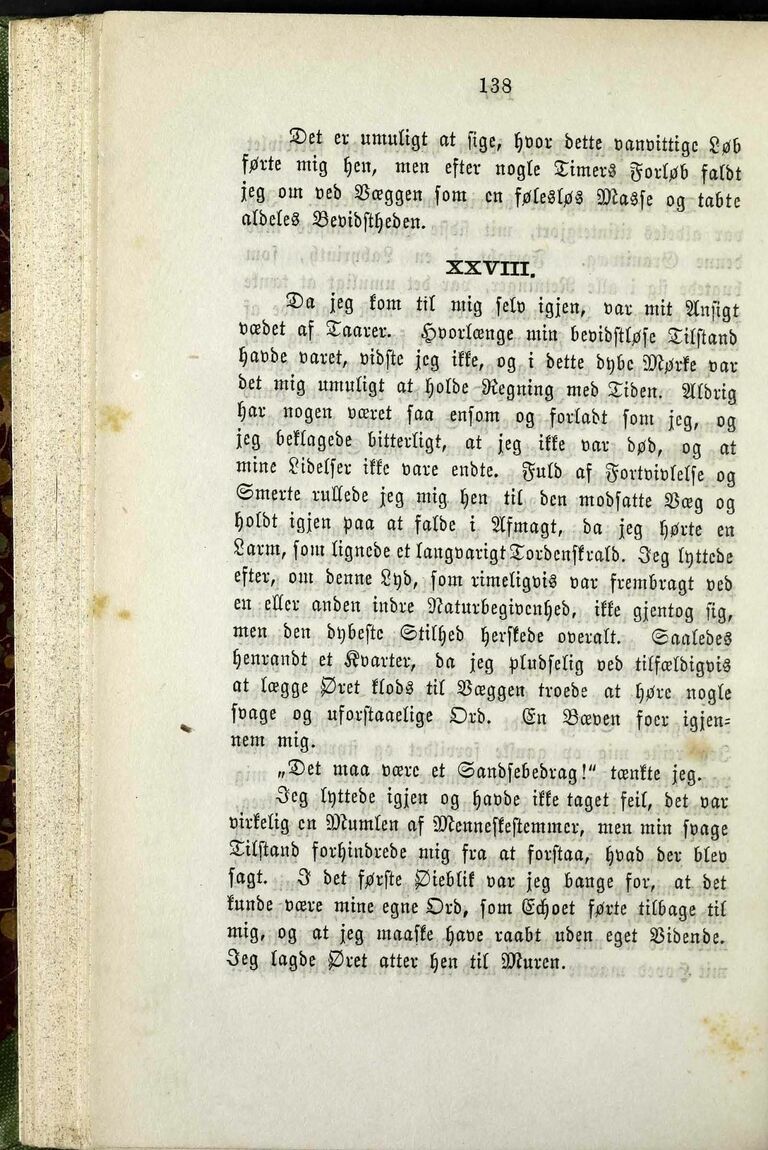 138
Det er umuligt at sige, hvor dette vanvittige Løb
førte mig hen, men efter nogle Timers Forløb faldt
jeg om ved Væggen som en følesløs Masse og tabte
aldeles Bevidstheden.
XXVIII.
Da jeg kom til mig selv igjen, var mit Ansigt
vædet af Taarer. Hvorlænge min bevidstløse Tilstand
havde varet, vidste jeg ikke, og i dette dybe Mørke var
det mig umuligt at holde Regning med Tiden. Aldrig
har nogen været saa ensom og forladt som jeg, og
jeg beklagede bitterligt, at jeg ikke var død, og at
mine Lidelser ikke vare endte. Fuld af Fortvivlelse og
Smerte rullede jeg mig hen til den modsatte Væg og
holdt igjen paa at falde i Afmagt, da jeg hørte en
Larm, som lignede et langvarigt Tordenskrald. Jeg lyttede
efter, om denne Lyd, som rimeligvis var frembragt ved
en eller anden indre Naturbegivenhed, ikke gjentog sig,
men den dybeste Stilhed herskede overalt. Saaledes
henrandt et Kvarter, da jeg pludselig ved tilfældigvis
at lægge Øret klods til Væggen troede at høre nogle
svage og uforstaaelige Ord. En Bæven foer igjen-
nem mig.
„Det maa være et Sandsebedrag!“ tænkte jeg.
Jeg lyttede igjen og havde ikke taget feil, det var
virkelig en Mumlen af Menneskestemmer, men min svage
Tilstand forhindrede mig fra at forstaa, hvad der blev
sagt. I det første Øieblik var jeg bange for, at det
kunde være mine egne Ord, som Echoet førte tilbage til
mig, og at jeg maaske have raabt uden eget Vidende.
Jeg lagde Øret atter hen til Muren.